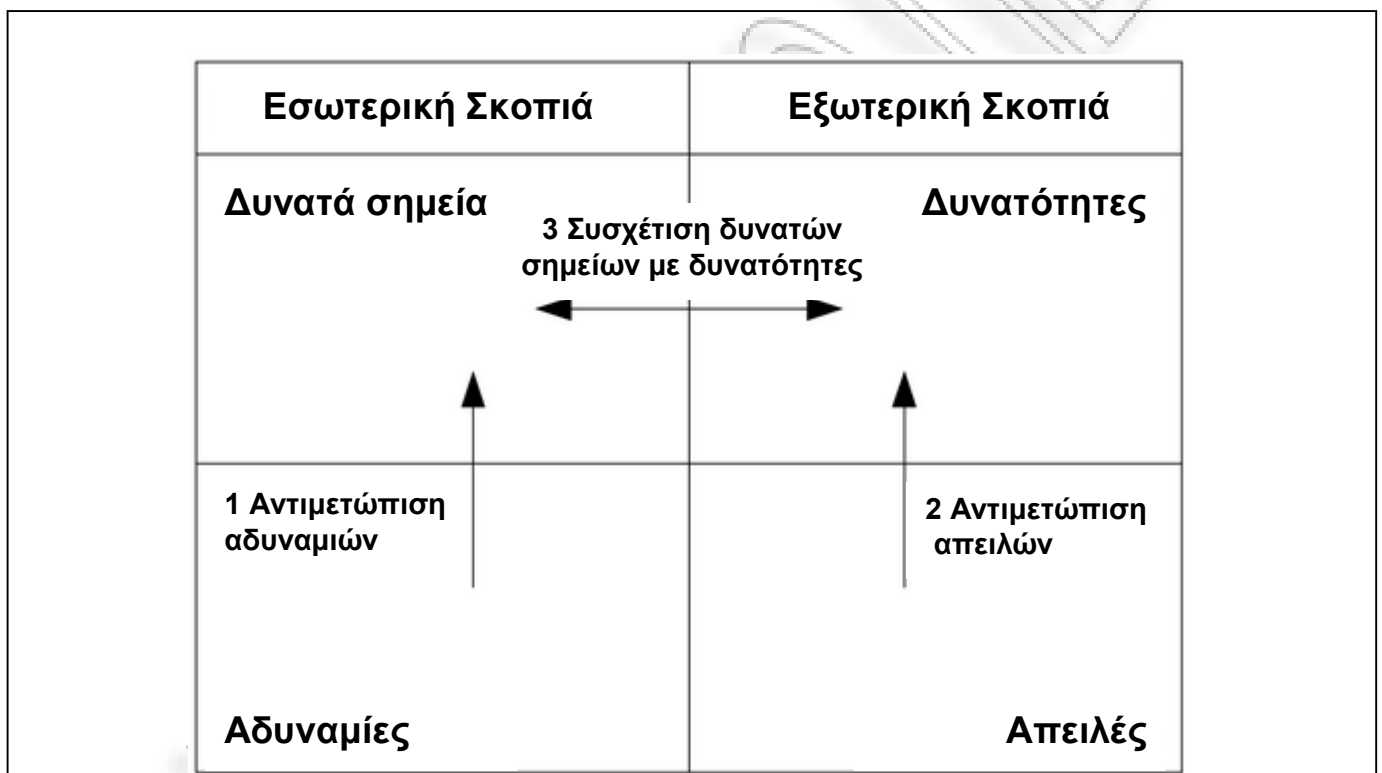 Εσωτερική Σκοπιά
Εξωτερική Σκοπιά
Δυνατά σημεία
Δυνατότητες
3 Συσχέτιση δυνατών
σημείων με δυνατότητες
1 Αντιμετώπιση
αδυναμιών
2 Αντιμετώπιση
απειλών
Αδυναμίες
Απειλές